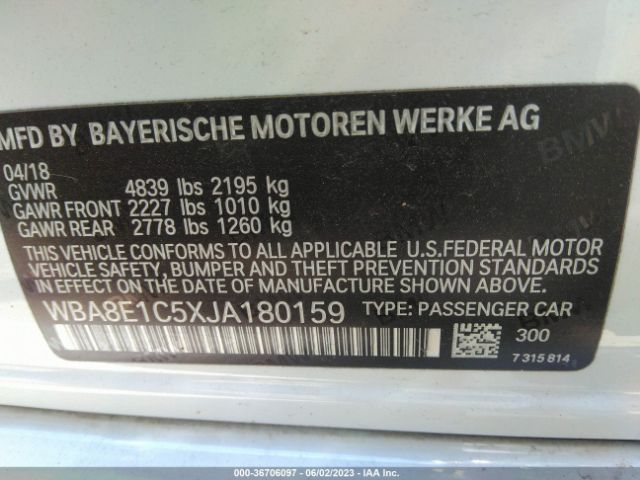 MFD BY BAYERISCHE MOTOREN WERKE AG
04/18
GVWR 4839 lbs 2195 kg
GAWR FRONT 2227 lbs 1010 kg
GAWR REAR 2778 lbs 1260 kg
THIS VEHICLE CONFORMS TO ALL APPLICABLE U.S.FEDERAL MOTOR
VEHICLE SAFETY, BUMPER AND THEFT PREVENTION STANDARDS
IN EFFECT ON THE DATE OF MANUFACTURE SHOWN ABOVE.
WBA8E1C5XJA180159 TYPE: PASSENGER CAR
300
7 315 814
BMW
000-36706097 - 06/02/2023 - IAA Inc.